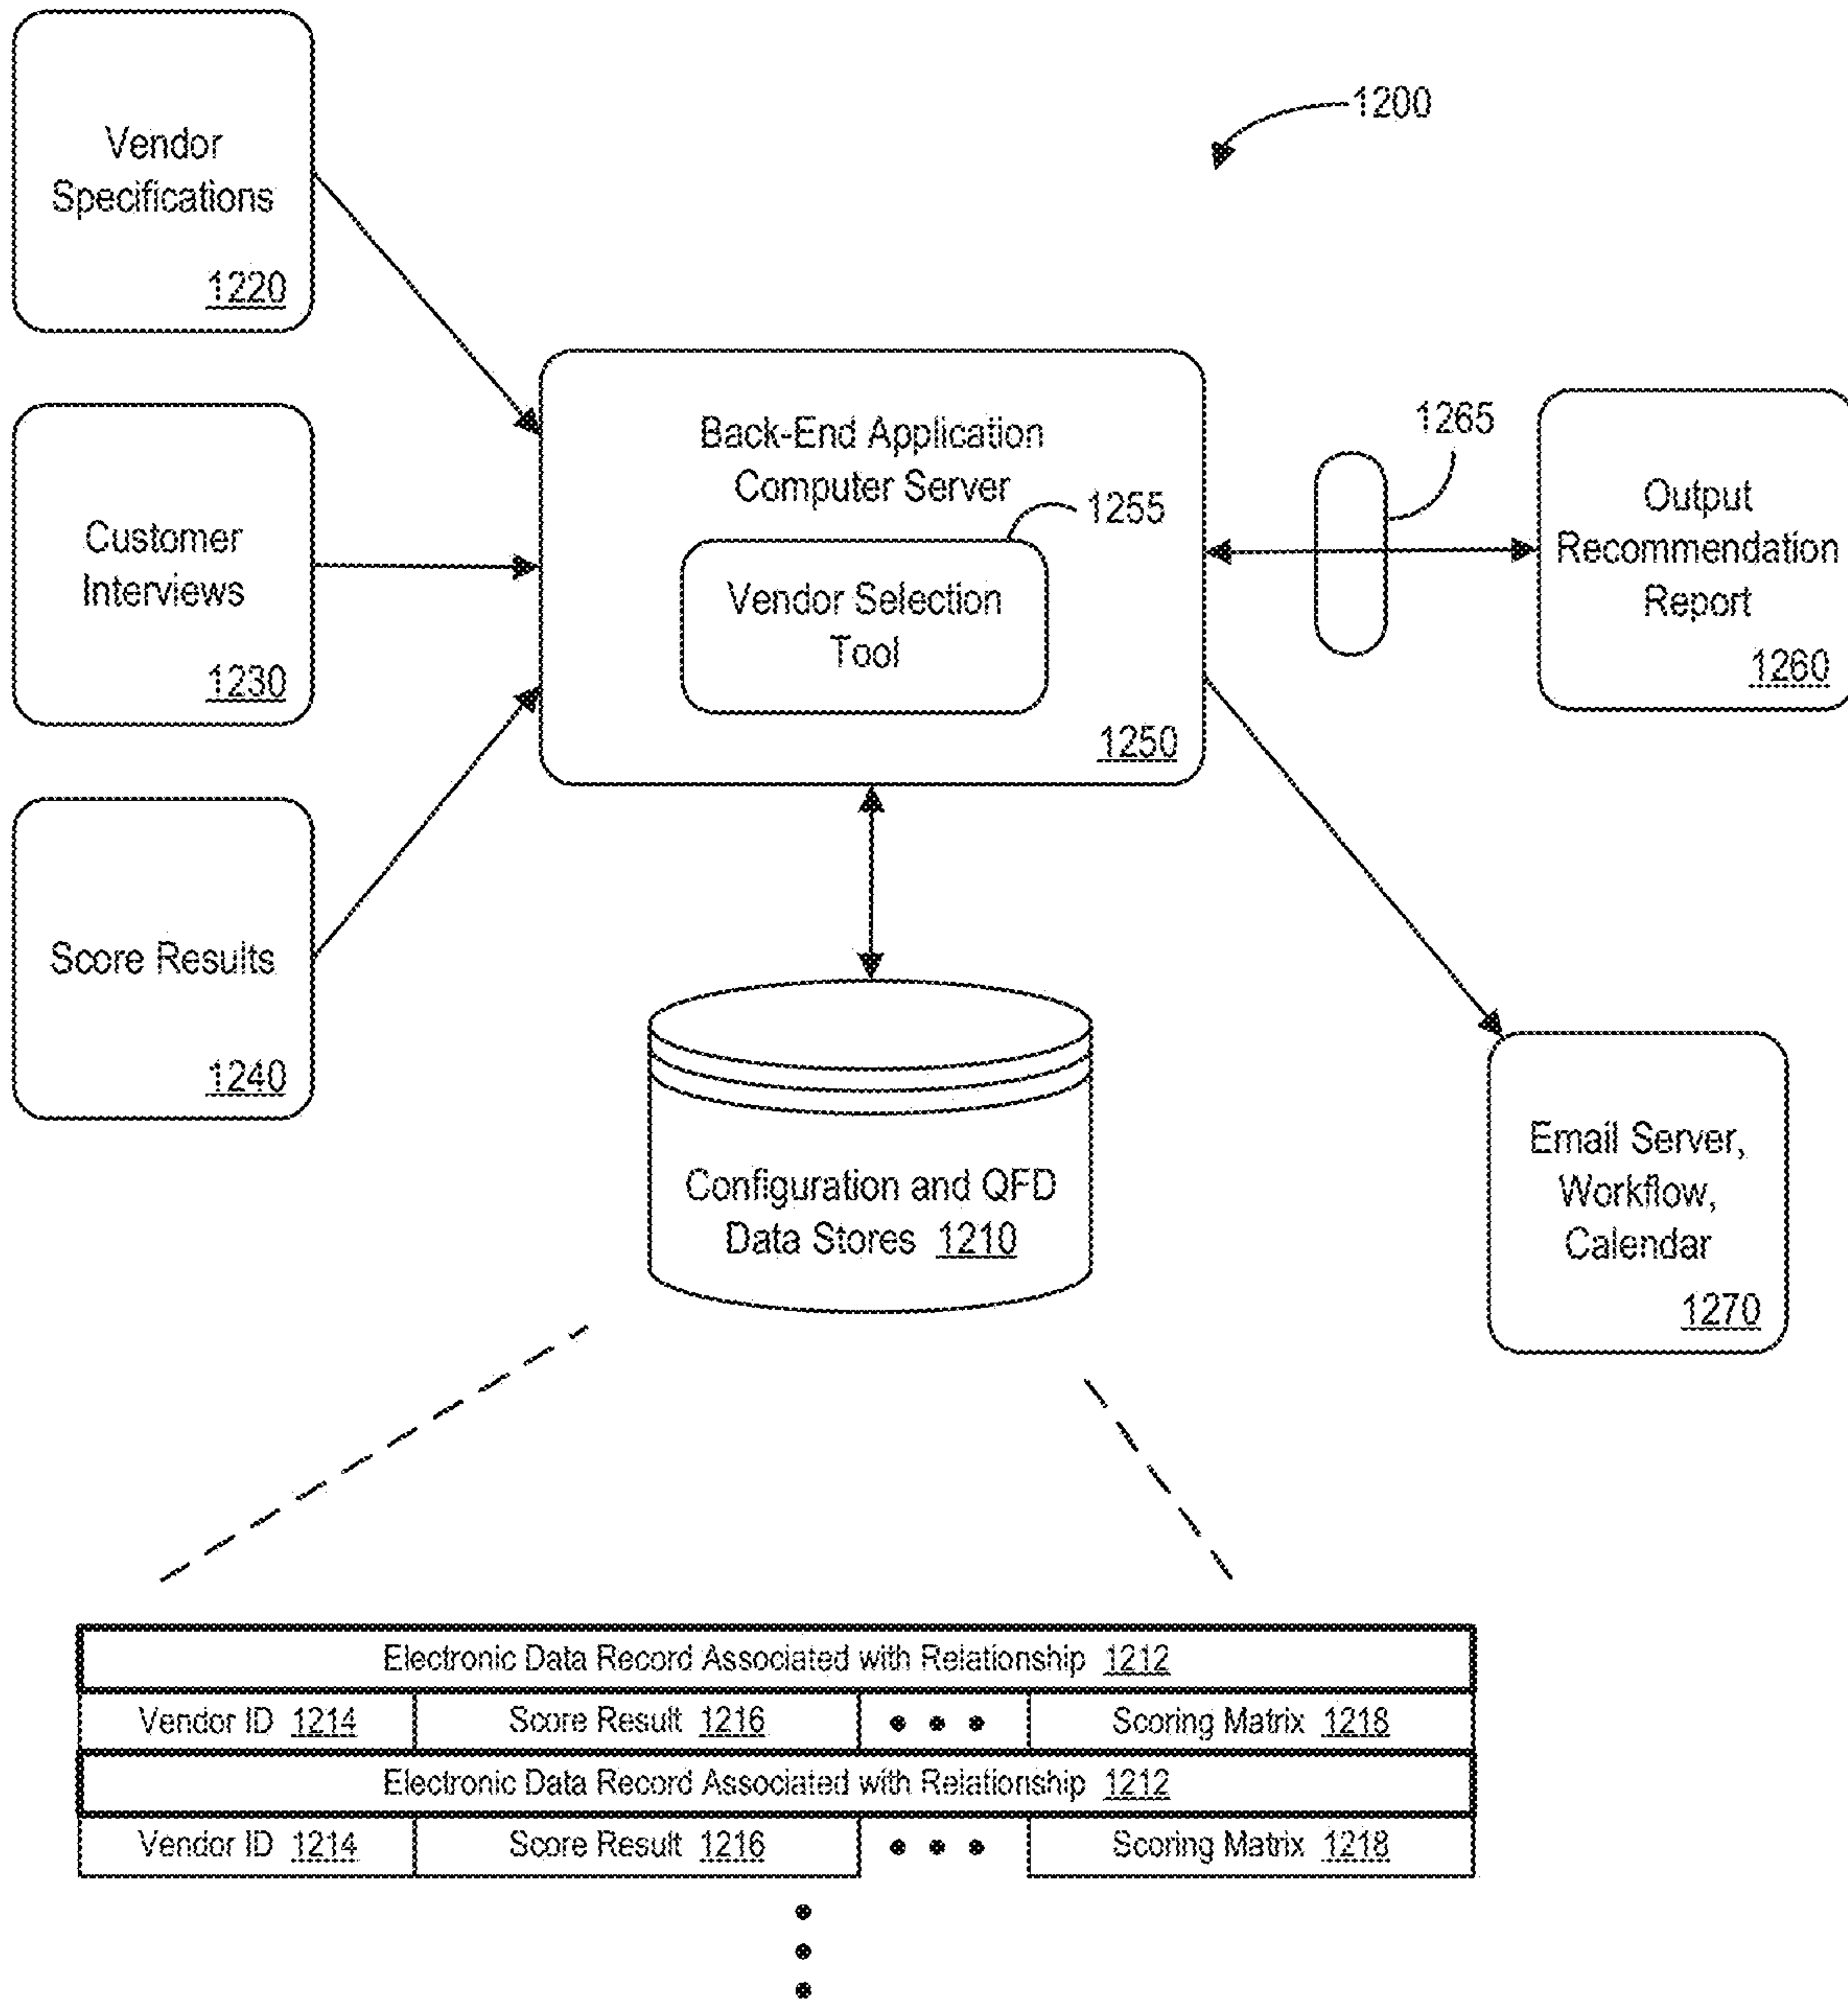 1200
Vendor
Specifications
1220
Customer
Interviews
1230
Score Results
1240
Back-End Application
Computer Server
1255
Vendor Selection
Tool
1250
1265
Output
Recommendation
Report
1260
Configuration and QFD
Data Stores 1210
Email Server,
Workflow,
Calendar
1270
Electronic Data Record Associated with Relationship 1212
Vendor ID 1214 Score Result 1216 • • • Scoring Matrix 1218
Electronic Data Record Associated with Relationship 1212
Vendor ID 1214 Score Result 1216 • • • Scoring Matrix 1218